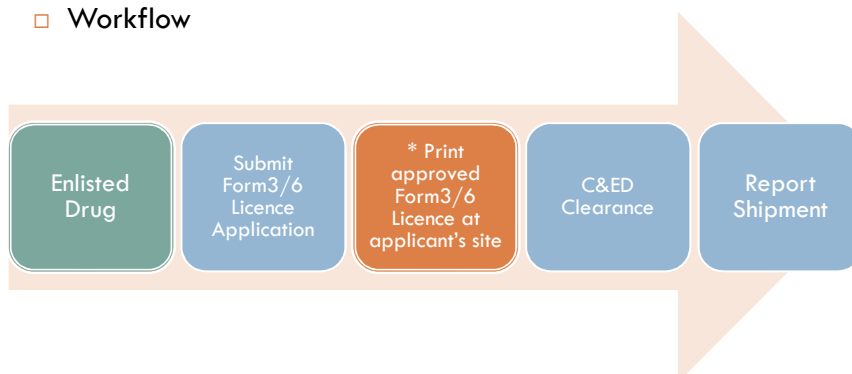 Workflow
Enlisted
Drug
Submit
Form3/6
Licence
Application
* Print
approved
Form3/6
Licence at
applicant's site
C&ED
Clearance
Report
Shipment